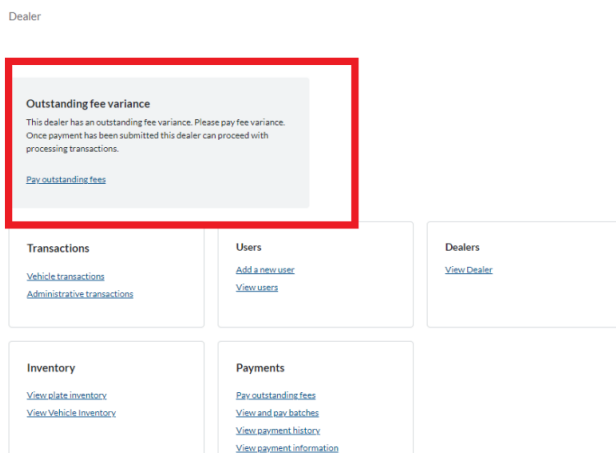 Dealer
Outstanding fee variance
This dealer has an outstanding fee variance. Please pay fee variance.
Once payment has been submitted this dealer can proceed with
processing transactions.
Pay outstanding fees
Transactions
Vehicle transactions
Administrative transactions
Users
Add a new user
View users
Dealers
View Dealer
Inventory
View plate inventory
View Vehicle Inventory
Payments
Pay outstanding fees
View and pay batches
View payment history
View payment information